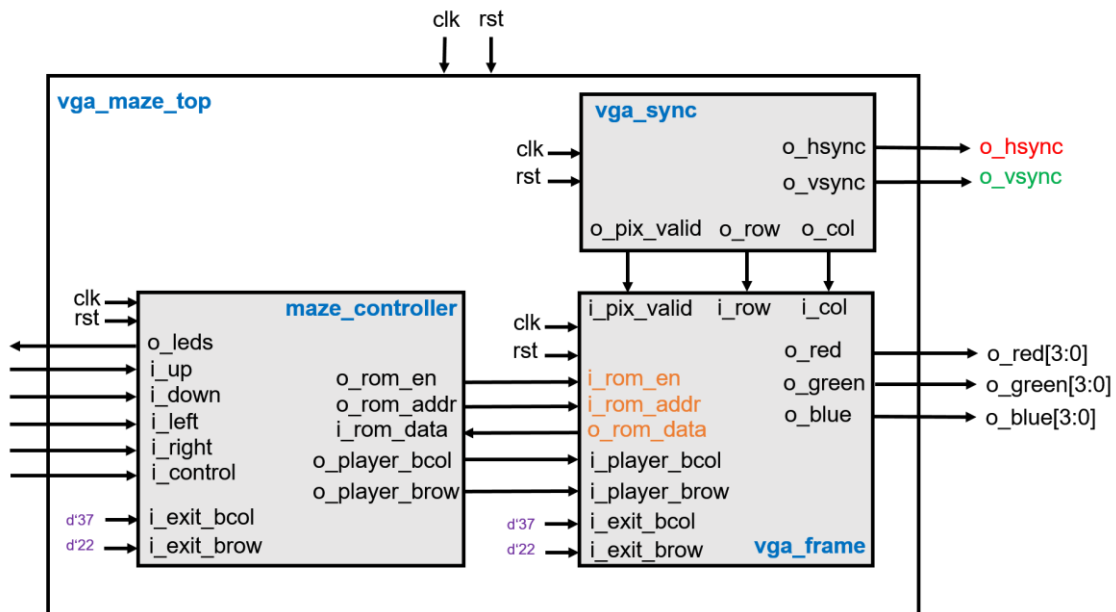 clk rst
vga_maze_top
vga_sync
clk
rst
o_hsync
o_vsync
o_hsync
o_vsync
o_pix_valid o_row o_col
clk
rst
maze_controller
o_leds
i_up
i_down
i_left
i_right
i_control
i_exit_bcol
i_exit_brow
d'37
d'22
o_rom_en
o_rom_addr
i_rom_data
o_player_bcol
o_player_brow
i_pix_valid i_row i_col
clk
rst
i_rom_en
i_rom_addr
o_rom_data
i_player_bcol
i_player_brow
i_exit_bcol
i_exit_brow
d'37
d'22
vga_frame
o_red
o_green
o_blue
o_red[3:0]
o_green[3:0]
o_blue[3:0]